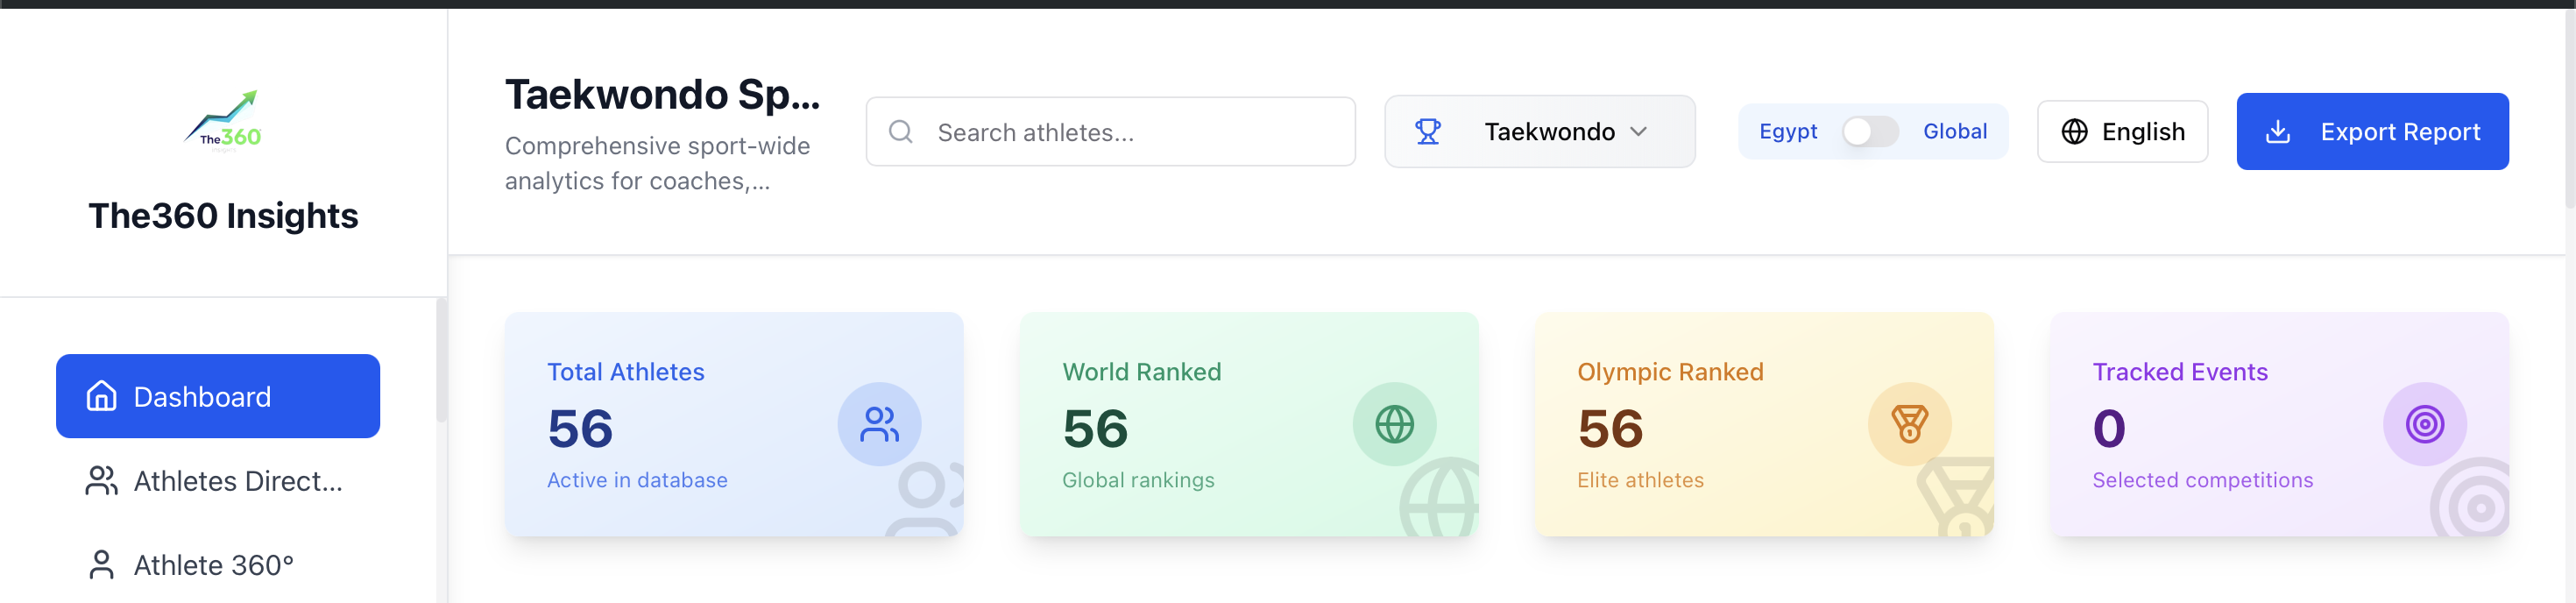 The360
The360 Insights
Dashboard
Athletes Direct...
Athlete 360°
Taekwondo Sp...
Comprehensive sport-wide
analytics for coaches,...
Search athletes...
Taekwondo
Egypt
Global
English
Export Report
Total Athletes
56
Active in database
World Ranked
56
Global rankings
Olympic Ranked
56
Elite athletes
Tracked Events
0
Selected competitions